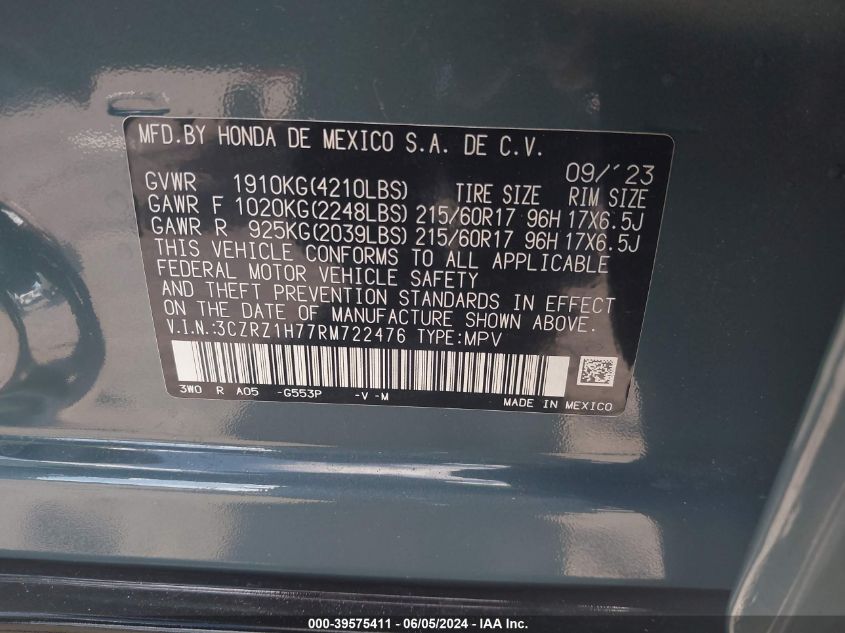 MFD.BY HONDA DE MEXICO S.A. DE C.V.
09/'23
GVWR 1910KG(4210LBS) TIRE SIZE RIM SIZE
GAWR F 1020KG(2248LBS) 215/60R17 96H 17X6.5J
GAWR R 925KG(2039LBS) 215/60R17 96H 17X6.5J
THIS VEHICLE CONFORMS TO ALL APPLICABLE
FEDERAL MOTOR VEHICLE SAFETY
AND THEFT PREVENTION STANDARDS IN EFFECT
ON THE DATE OF MANUFACTURE SHOWN ABOVE.
V.I.N.:3CZRZ1H77RM722476 TYPE:MPV
3W0 R A05 -G553P -V -M
MADE IN MEXICO
000-39575411 - 06/05/2024 - IAA Inc.